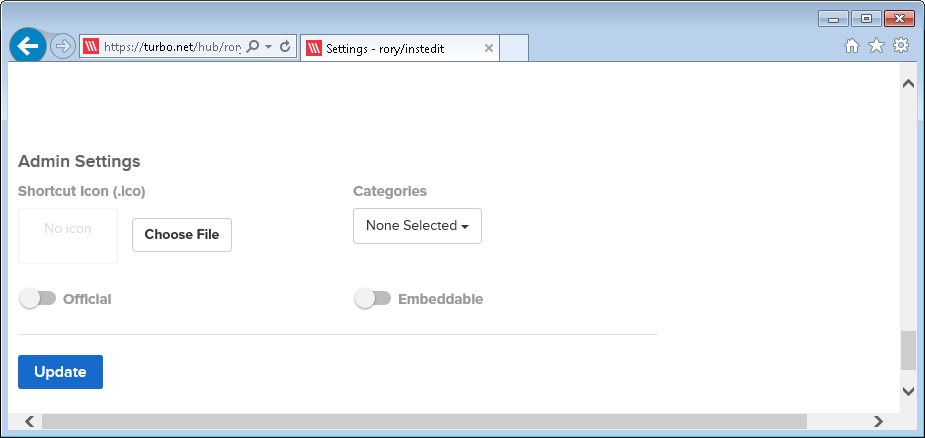 https://turbo.net/hub/rory
Settings - rory/instedit
Admin Settings
Shortcut Icon (.ico)
Categories
No icon
Choose File
None Selected
Official
Embeddable
Update